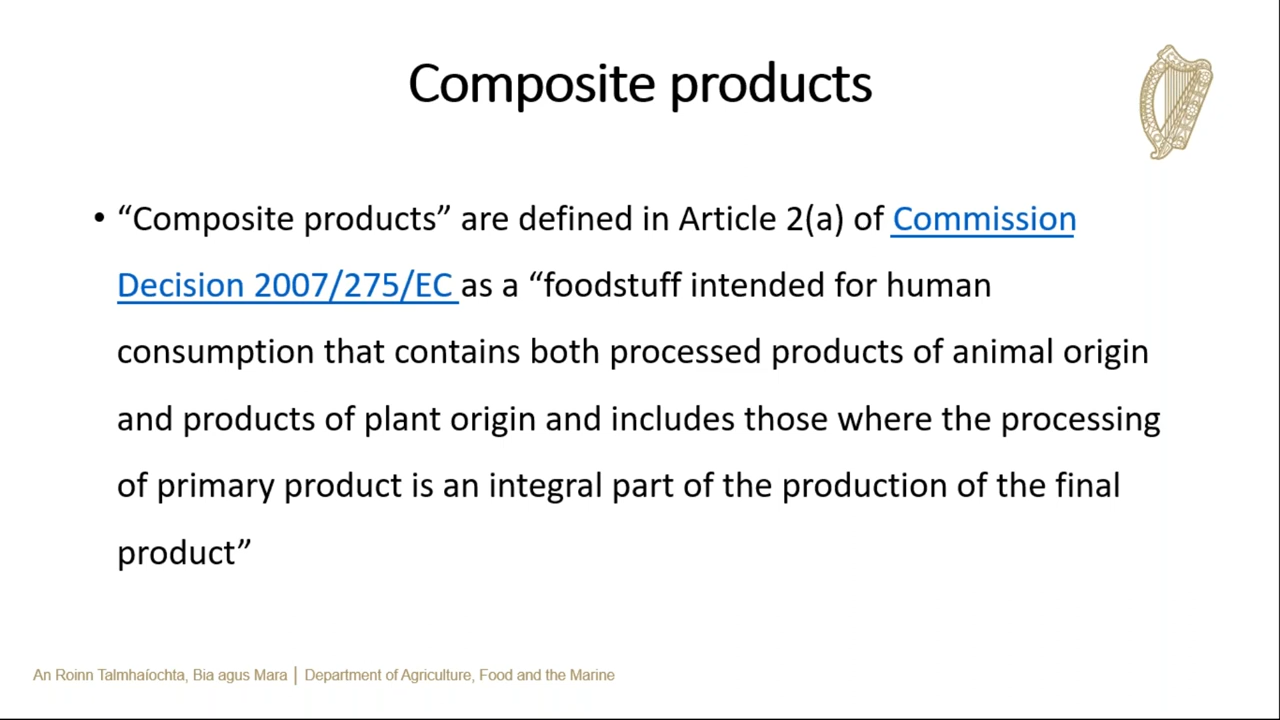 Composite products
• “Composite products” are defined in Article 2(a) of Commission
Decision 2007/275/EC as a “foodstuff intended for human
consumption that contains both processed products of animal origin
and products of plant origin and includes those where the processing
of primary product is an integral part of the production of the final
product”
An Roinn Talmhaíochta, Bia agus Mara | Department of Agriculture, Food and the Marine